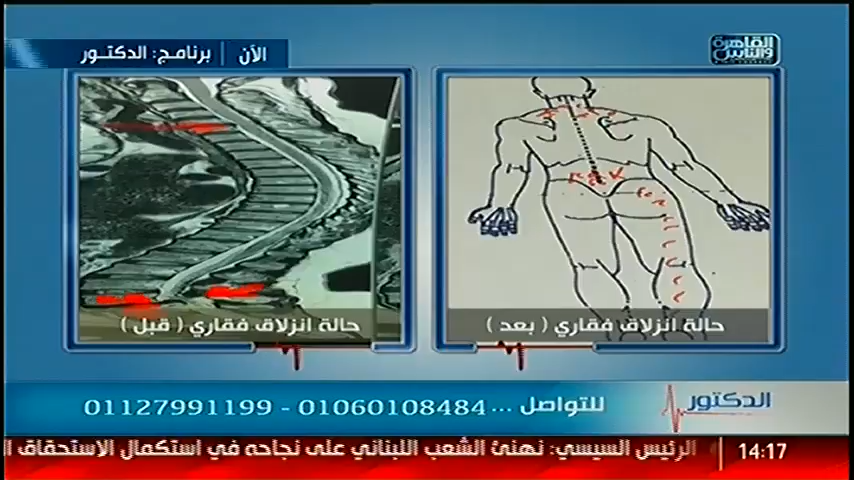 القاهرة
والناس
الآن | برنامج: الدكتور
حالة انزلاق فقاري ( بعد )
حالة انزلاق فقاري ( قبل )
الدكتور
للتواصل ... 01060108484 - 01127991199
14:17
الرئيس السيسي: نهنئ الشعب اللبناني على نجاحه في استكمال الاستحقاق ا